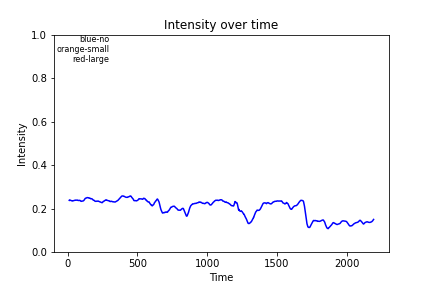 Intensity over time
blue-no
orange-small
red-large
1.0
0.8
0.6
0.4
0.2
0.0
Intensity
0 500 1000 1500 2000
Time